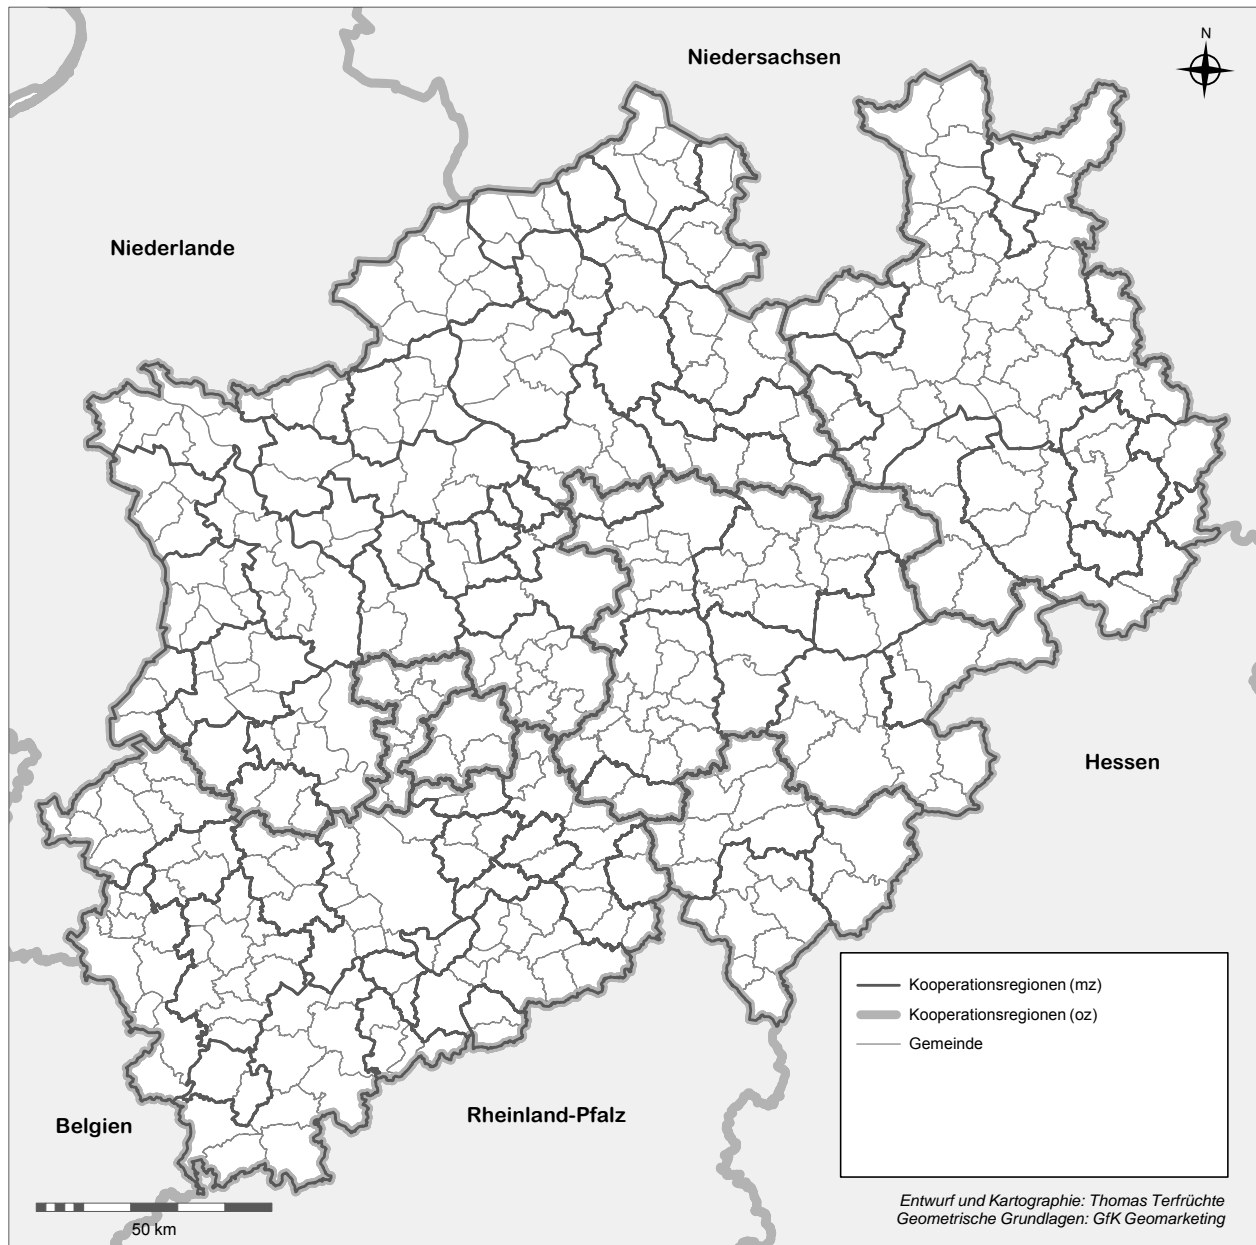 N
Niedersachsen
Niederlande
Hessen
Kooperationsregionen (mz)
Kooperationsregionen (oz)
Gemeinde
Belgien
Rheinland-Pfalz
50 km
Entwurf und Kartographie: Thomas Terfrüchte
Geometrische Grundlagen: GfK Geomarketing